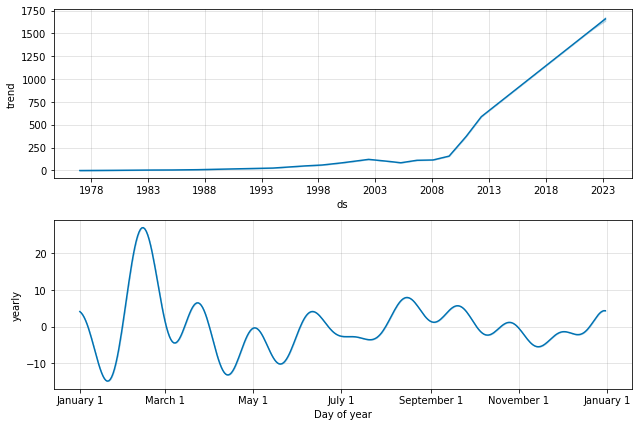 1750
1500
1250
1000
750
500
250
0
trend
1978 1983 1988 1993 1998 2003 2008 2013 2018 2023
ds
20
10
0
−10
yearly
January 1 March 1 May 1 July 1 September 1 November 1 January 1
Day of year